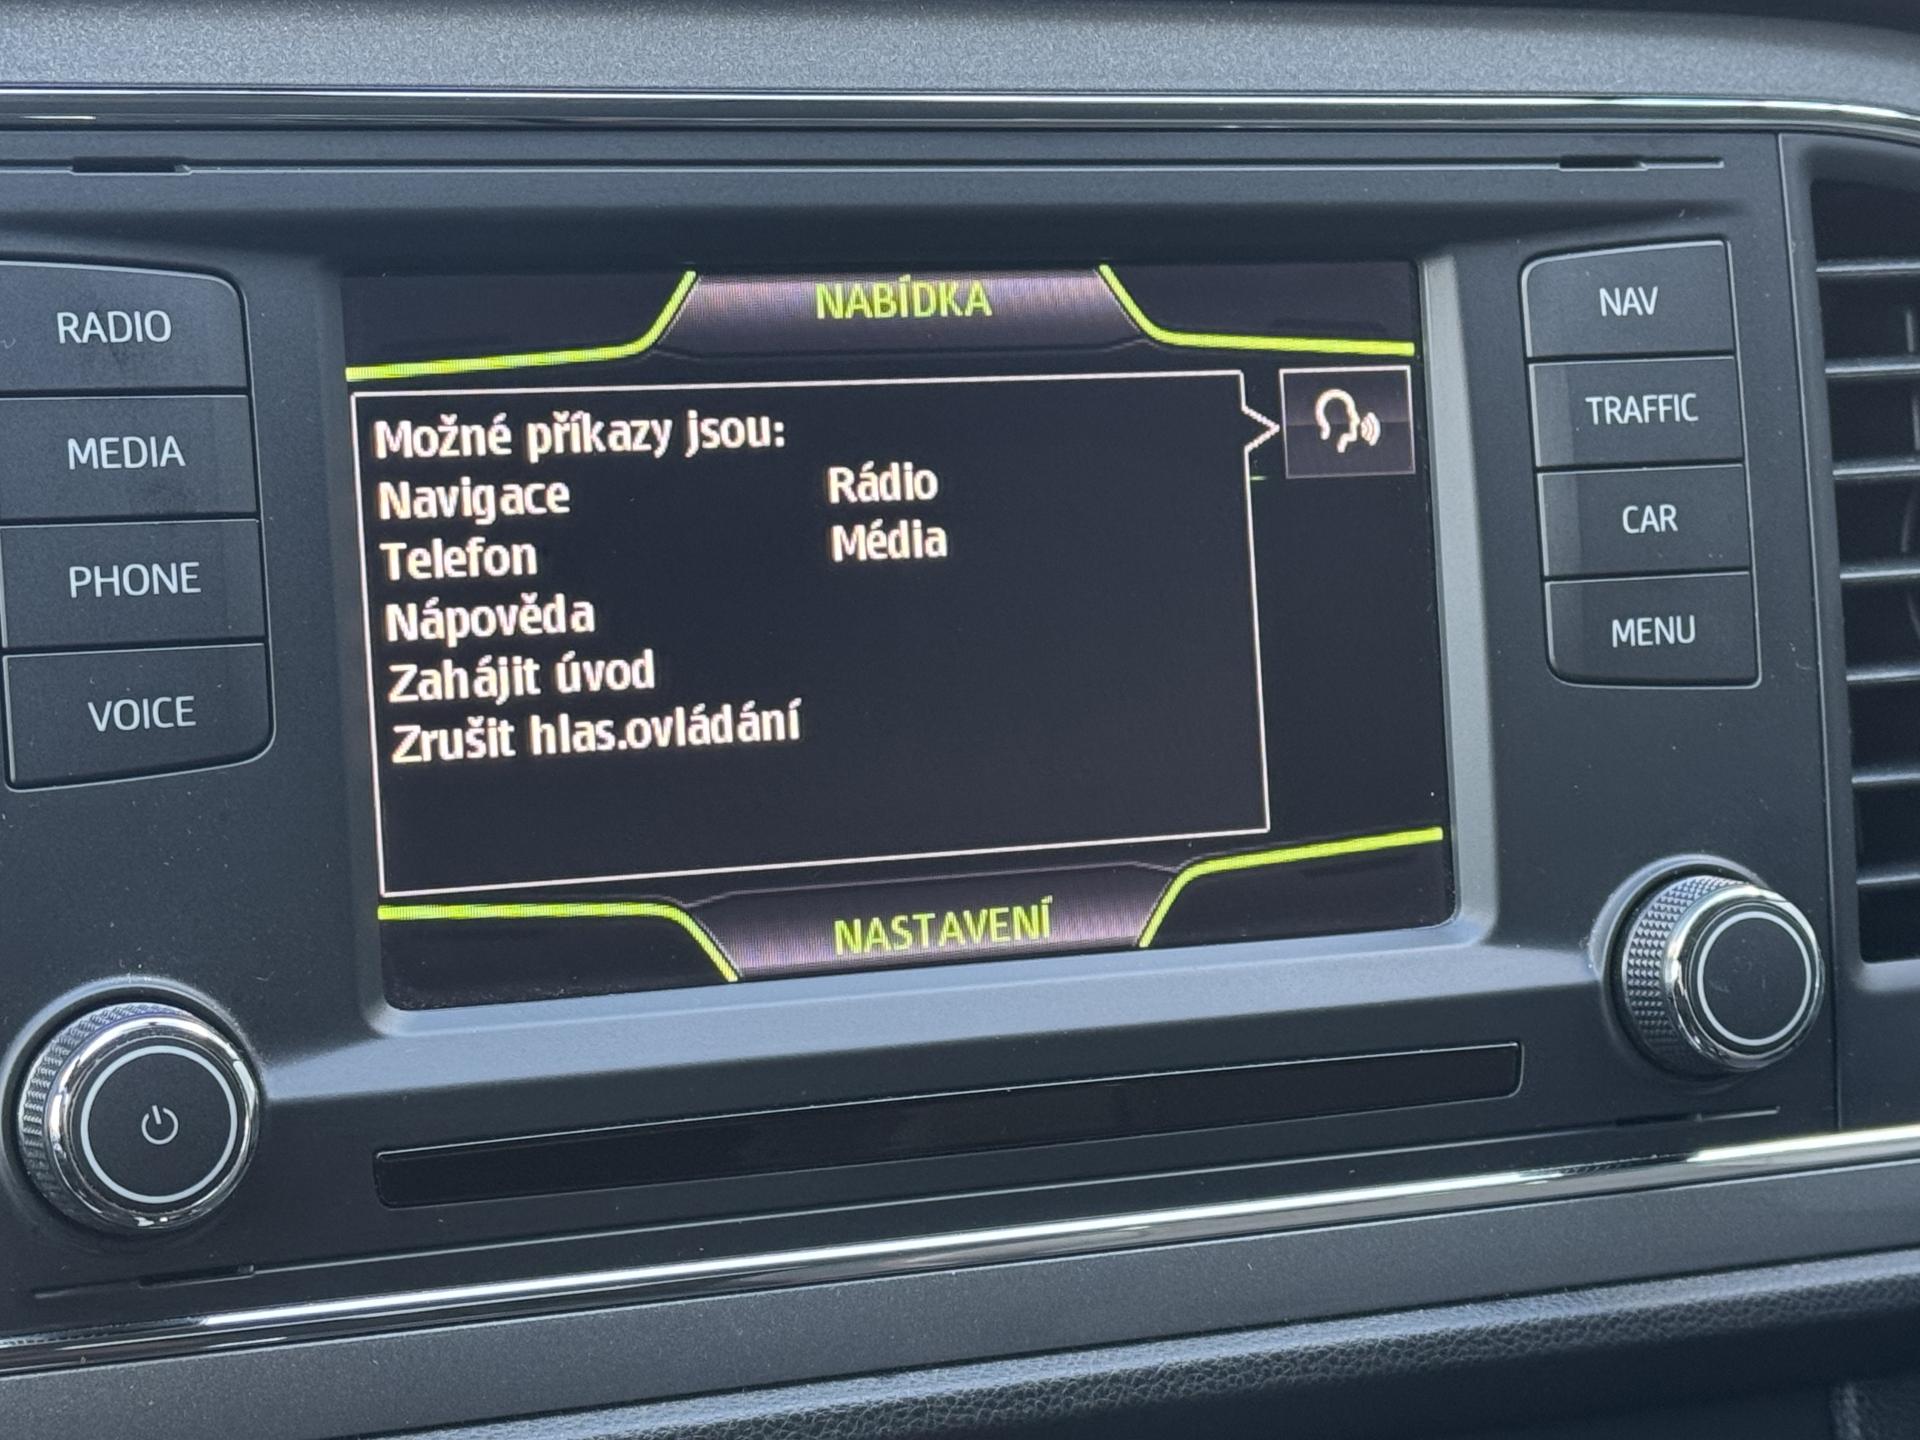 RADIO
MEDIA
PHONE
VOICE
NABÍDKA
Možné příkazy jsou:
Navigace Rádio
Telefon Média
Nápověda
Zahájit úvod
Zrušit hlas.ovládání
NASTAVENÍ
NAV
TRAFFIC
CAR
MENU